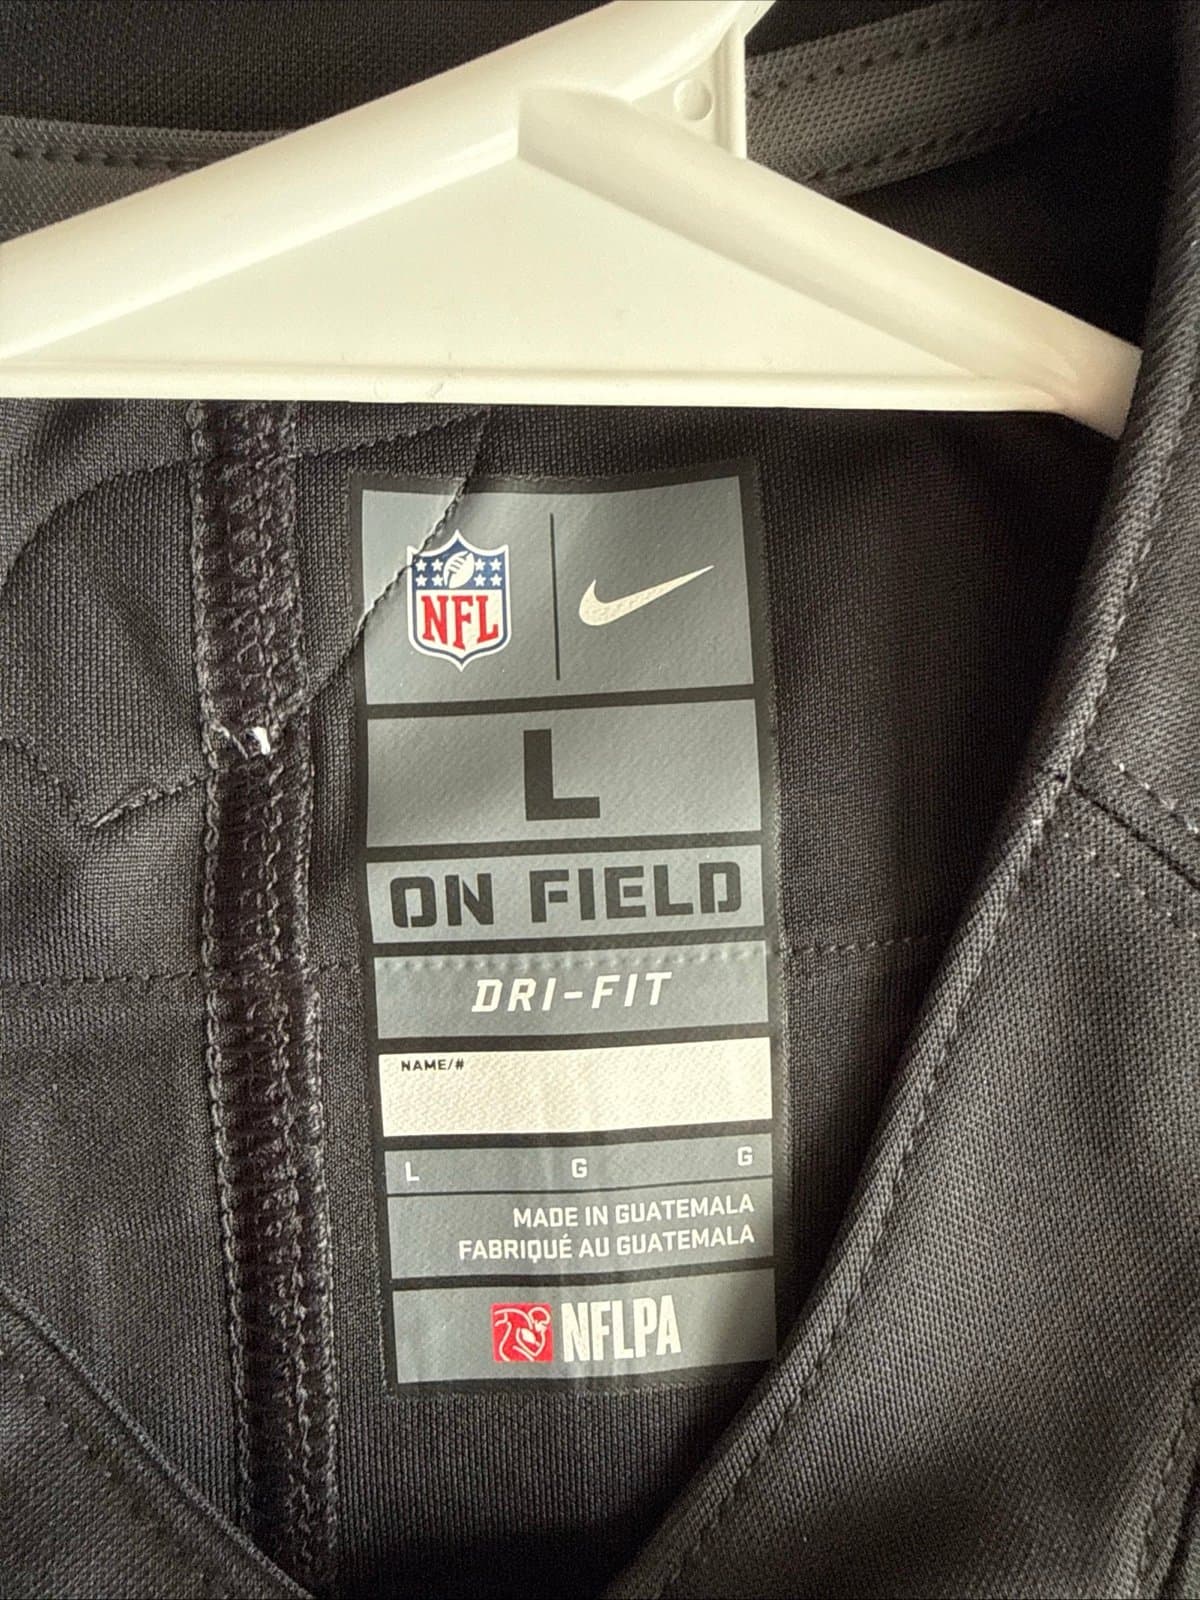 NFL
L
ON FIELD
DRI-FIT
NAME/#
L G G
MADE IN GUATEMALA
FABRIQUÉ AU GUATEMALA
NFLPA